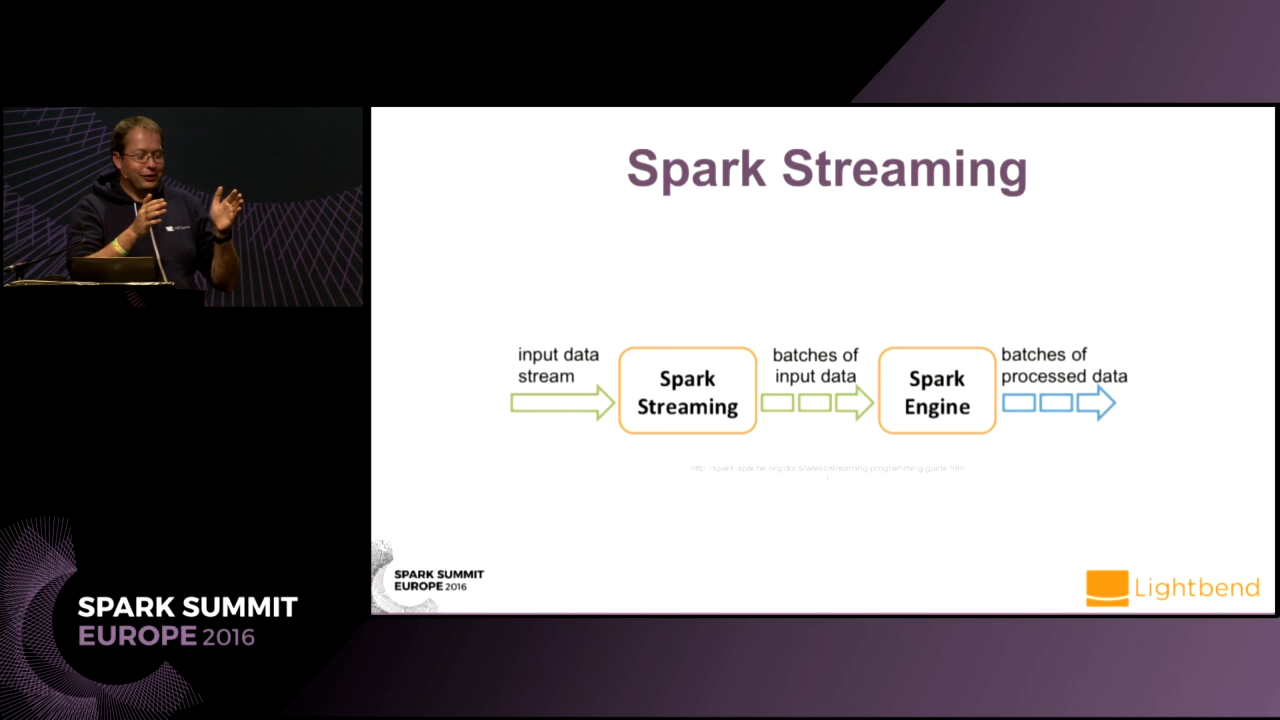 Spark Streaming
input data
stream
Spark
Streaming
batches of
input data
Spark
Engine
batches of
processed data
http://spark.apache.org/docs/latest/streaming-programming-guide.htm
l
SPARK SUMMIT
EUROPE 2016
Lightbend
SPARK SUMMIT
EUROPE 2016